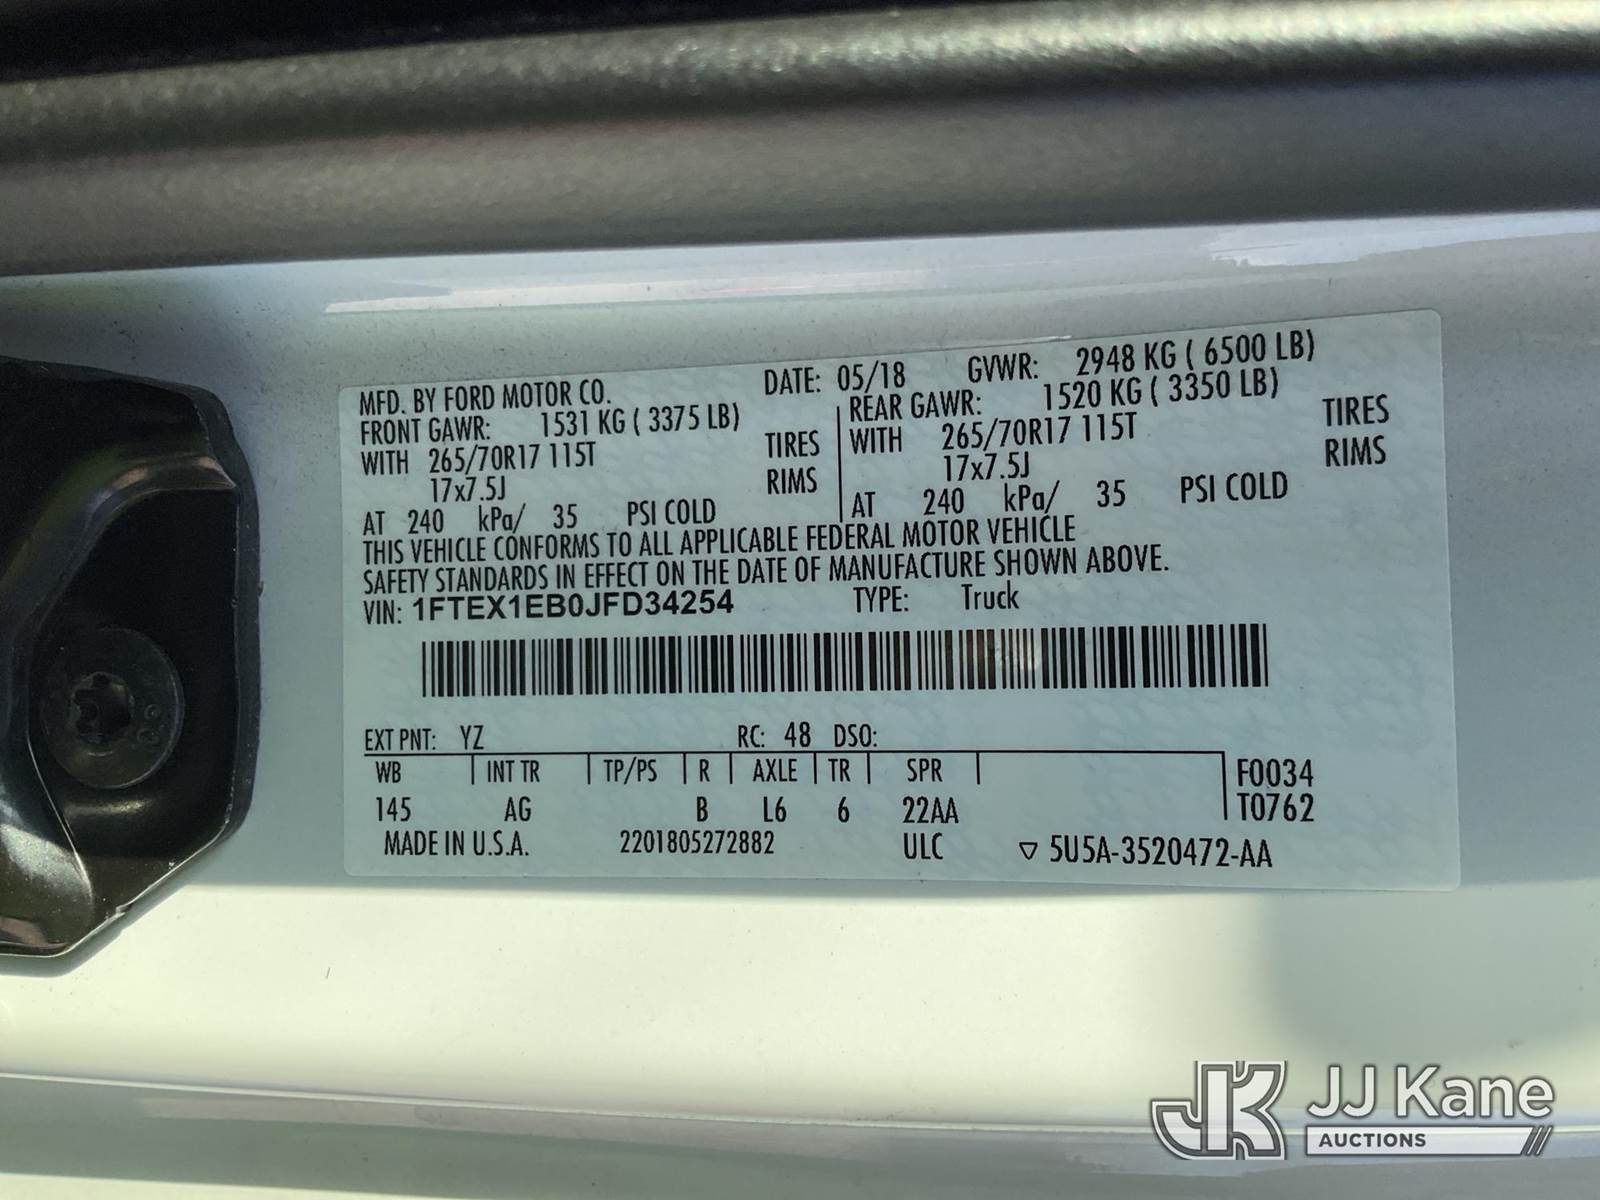 MFD. BY FORD MOTOR CO. DATE: 05/18 GVWR: 2948 KG ( 6500 LB)
FRONT GAWR: 1531 KG ( 3375 LB) REAR GAWR: 1520 KG ( 3350 LB)
WITH 265/70R17 115T TIRES WITH 265/70R17 115T TIRES
17x7.5J RIMS 17x7.5J RIMS
AT 240 kPa/ 35 PSI COLD AT 240 kPa/ 35 PSI COLD
THIS VEHICLE CONFORMS TO ALL APPLICABLE FEDERAL MOTOR VEHICLE
SAFETY STANDARDS IN EFFECT ON THE DATE OF MANUFACTURE SHOWN ABOVE.
VIN: 1FTEX1EB0JFD34254 TYPE: Truck
EXT PNT: YZ RC: 48 DSO:
WB INT TR TP/PS R AXLE TR SPR F0034
145 AG B L6 6 22AA T0762
MADE IN U.S.A. 2201805272882 ULC ▽ 5U5A-3520472-AA
JK JJ Kane
AUCTIONS